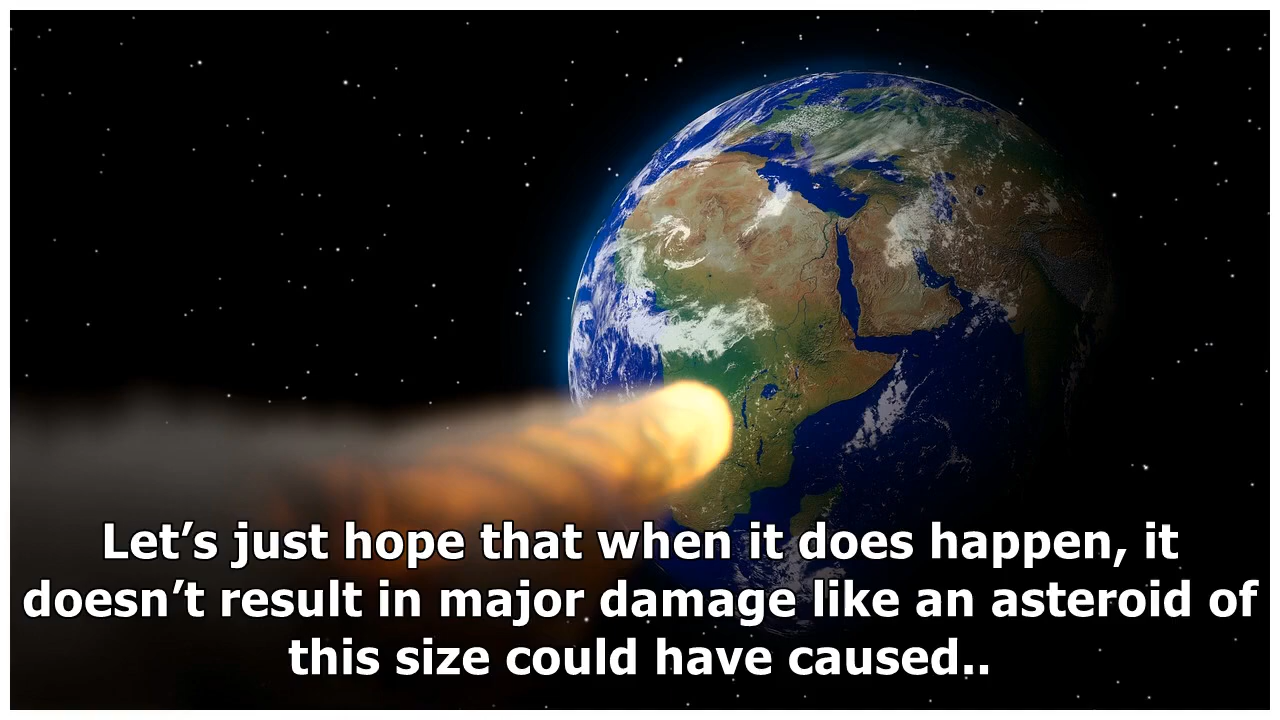 Let’s just hope that when it does happen, it
doesn’t result in major damage like an asteroid of
this size could have caused..